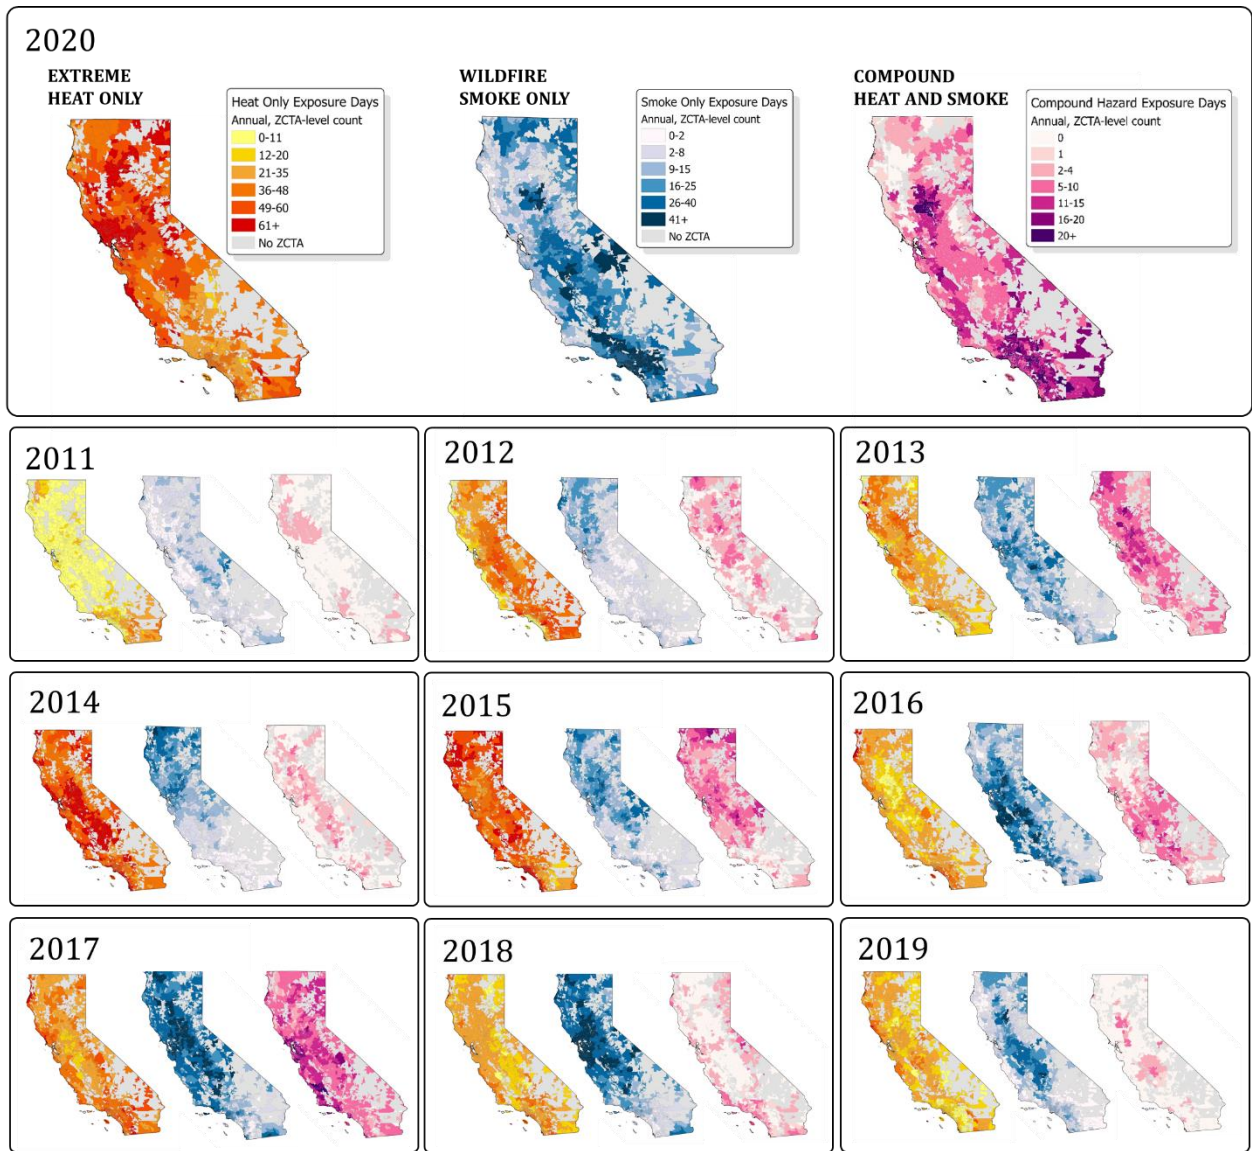 2020
EXTREME
HEAT ONLY
Heat Only Exposure Days
Annual, ZCTA-level count
0-11
12-20
21-35
36-48
49-60
61+
No ZCTA
WILDFIRE
SMOKE ONLY
Smoke Only Exposure Days
Annual, ZCTA-level count
0-2
2-8
9-15
16-25
26-40
41+
No ZCTA
COMPOUND
HEAT AND SMOKE
Compound Hazard Exposure Days
Annual, ZCTA-level count
0
1
2-4
5-10
11-15
16-20
20+
2011
2012
2013
2014
2015
2016
2017
2018
2019